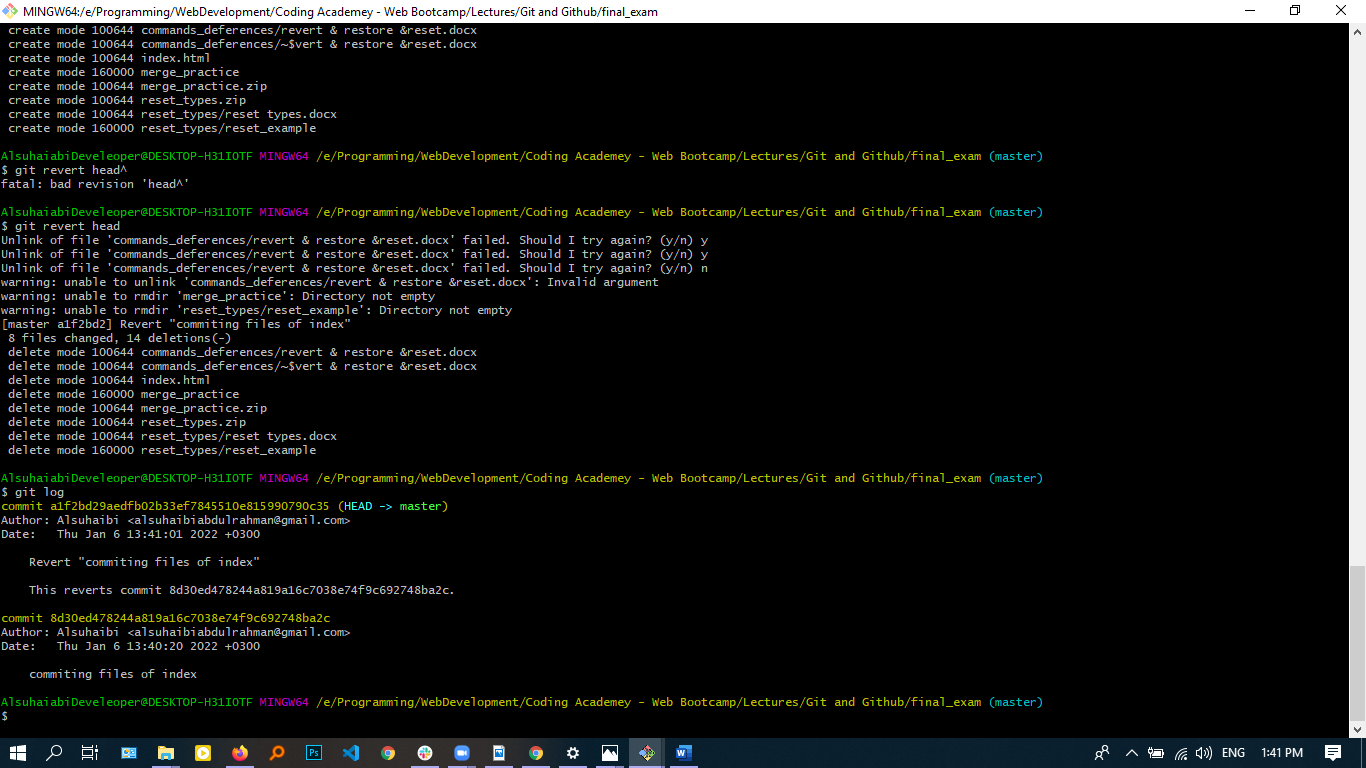 MINGW64:/e/Programming/WebDevelopment/Coding Academey - Web Bootcamp/Lectures/Git and Github/final_exam
 create mode 100644 commands_deferences/revert & restore &reset.docx
 create mode 100644 commands_deferences/~$vert & restore &reset.docx
 create mode 100644 index.html
 create mode 160000 merge_practice
 create mode 100644 merge_practice.zip
 create mode 100644 reset_types.zip
 create mode 100644 reset_types/reset types.docx
 create mode 160000 reset_types/reset_example
AlsuhaiabiDeveleoper@DESKTOP-H31IOTF MINGW64 /e/Programming/WebDevelopment/Coding Academey - Web Bootcamp/Lectures/Git and Github/final_exam (master)
$ git revert head^
fatal: bad revision 'head^'
AlsuhaiabiDeveleoper@DESKTOP-H31IOTF MINGW64 /e/Programming/WebDevelopment/Coding Academey - Web Bootcamp/Lectures/Git and Github/final_exam (master)
$ git revert head
Unlink of file 'commands_deferences/revert & restore &reset.docx' failed. Should I try again? (y/n) y
Unlink of file 'commands_deferences/revert & restore &reset.docx' failed. Should I try again? (y/n) y
Unlink of file 'commands_deferences/revert & restore &reset.docx' failed. Should I try again? (y/n) n
warning: unable to unlink 'commands_deferences/revert & restore &reset.docx': Invalid argument
warning: unable to rmdir 'merge_practice': Directory not empty
warning: unable to rmdir 'reset_types/reset_example': Directory not empty
[master a1f2bd2] Revert "commiting files of index"
 8 files changed, 14 deletions(-)
 delete mode 100644 commands_deferences/revert & restore &reset.docx
 delete mode 100644 commands_deferences/~$vert & restore &reset.docx
 delete mode 100644 index.html
 delete mode 160000 merge_practice
 delete mode 100644 merge_practice.zip
 delete mode 100644 reset_types.zip
 delete mode 100644 reset_types/reset types.docx
 delete mode 160000 reset_types/reset_example
AlsuhaiabiDeveleoper@DESKTOP-H31IOTF MINGW64 /e/Programming/WebDevelopment/Coding Academey - Web Bootcamp/Lectures/Git and Github/final_exam (master)
$ git log
commit a1f2bd29aedfb02b33ef7845510e815990790c35 (HEAD -> master)
Author: Alsuhaibi <alsuhaibiabdulrahman@gmail.com>
Date:   Thu Jan 6 13:41:01 2022 +0300
    Revert "commiting files of index"
    This reverts commit 8d30ed478244a819a16c7038e74f9c692748ba2c.
commit 8d30ed478244a819a16c7038e74f9c692748ba2c
Author: Alsuhaibi <alsuhaibiabdulrahman@gmail.com>
Date:   Thu Jan 6 13:40:20 2022 +0300
    commiting files of index
AlsuhaiabiDeveleoper@DESKTOP-H31IOTF MINGW64 /e/Programming/WebDevelopment/Coding Academey - Web Bootcamp/Lectures/Git and Github/final_exam (master)
$
Ps
W
ENG
1:41 PM